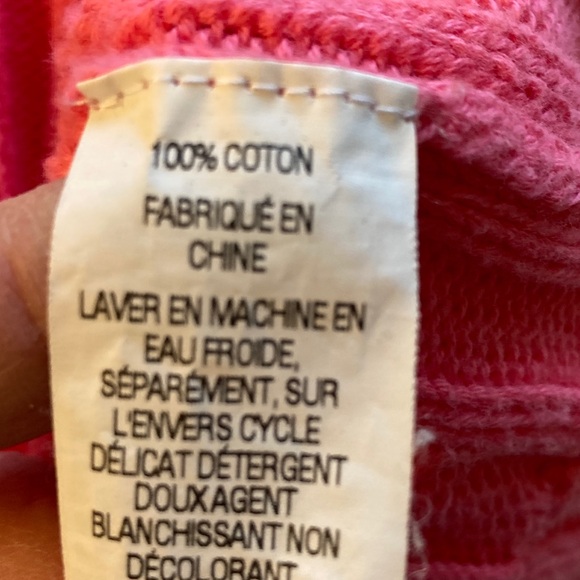 100% COTON
FABRIQUÉ EN
CHINE
LAVER EN MACHINE EN
EAU FROIDE,
SÉPARÉMENT, SUR
L'ENVERS CYCLE
DÉLICAT DÉTERGENT
DOUX AGENT
BLANCHISSANT NON
DÉCOLORANT